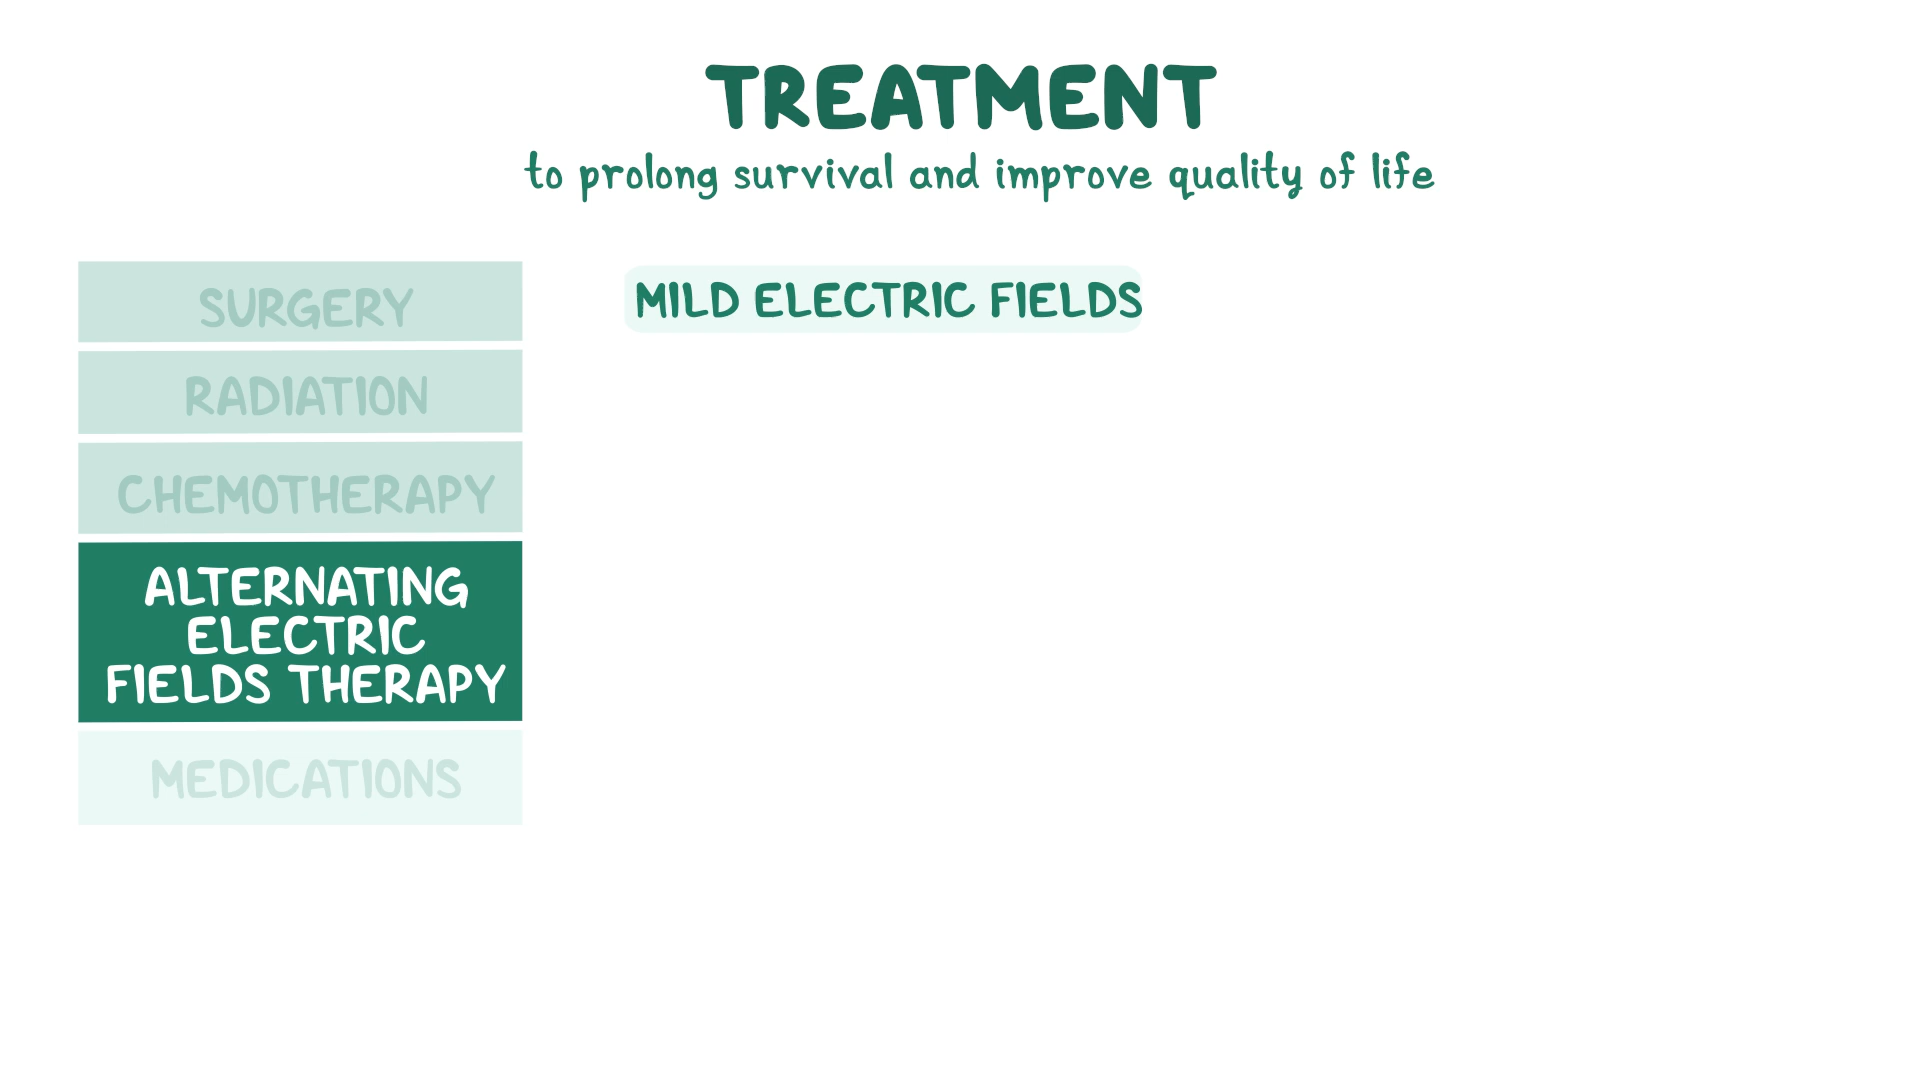 TREATMENT
to prolong survival and improve quality of life
SURGERY
RADIATION
CHEMOTHERAPY
ALTERNATING
ELECTRIC
FIELDS THERAPY
MEDICATIONS
MILD ELECTRIC FIELDS